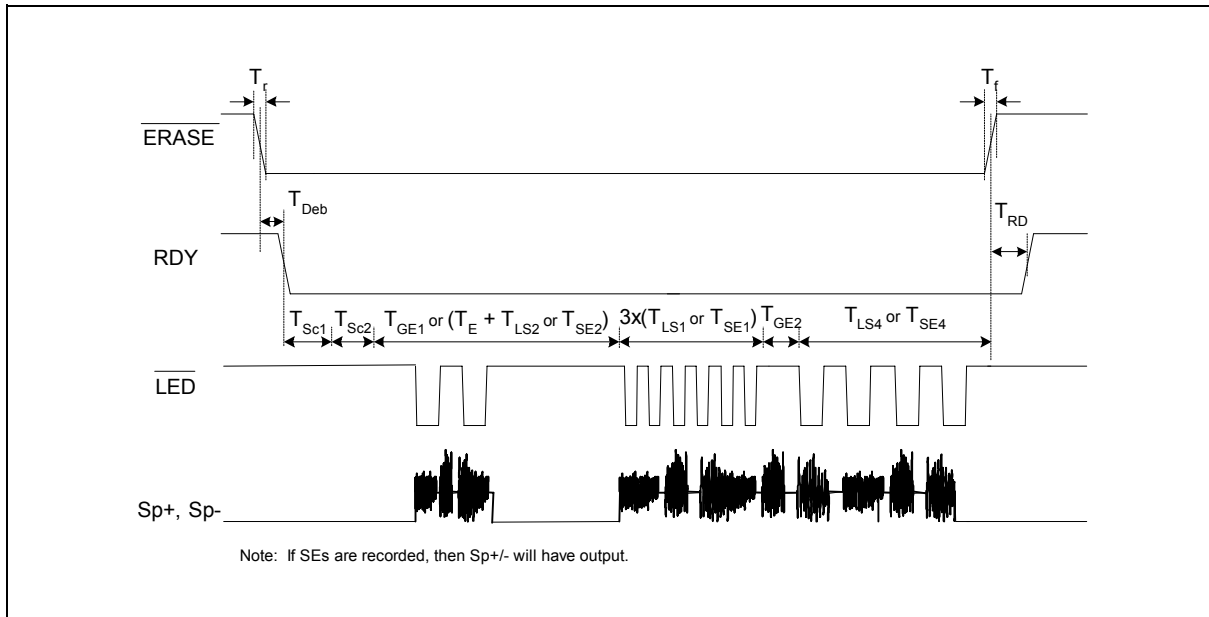 Tr
Tf
ERASE
TDeb
TRD
RDY
TSc1 TSc2 TGE1 or (TE + TLS2 or TSE2) 3x(TLS1 or TSE1) TGE2 TLS4 or TSE4
LED
Sp+, Sp-
Note: If SEs are recorded, then Sp+/- will have output.